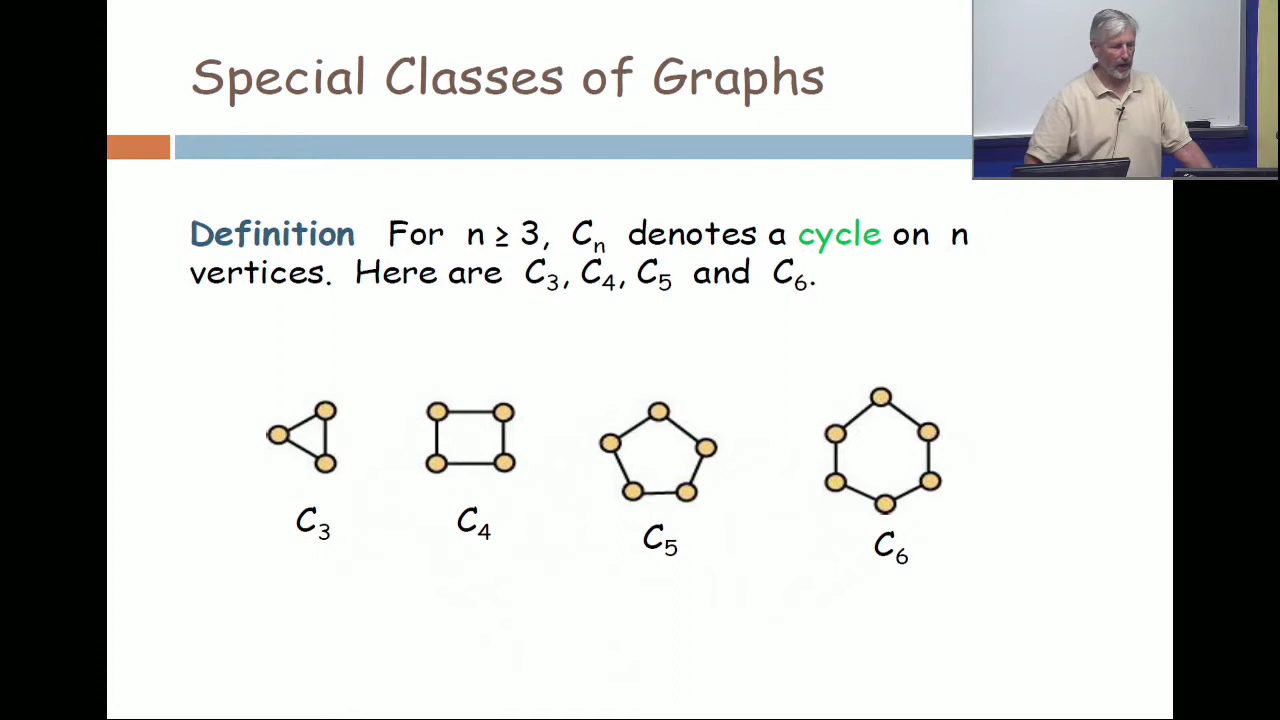 Special Classes of Graphs
Definition For n ≥ 3, Cₙ denotes a cycle on n
vertices. Here are C₃, C₄, C₅ and C₆.
C₃ C₄ C₅ C₆